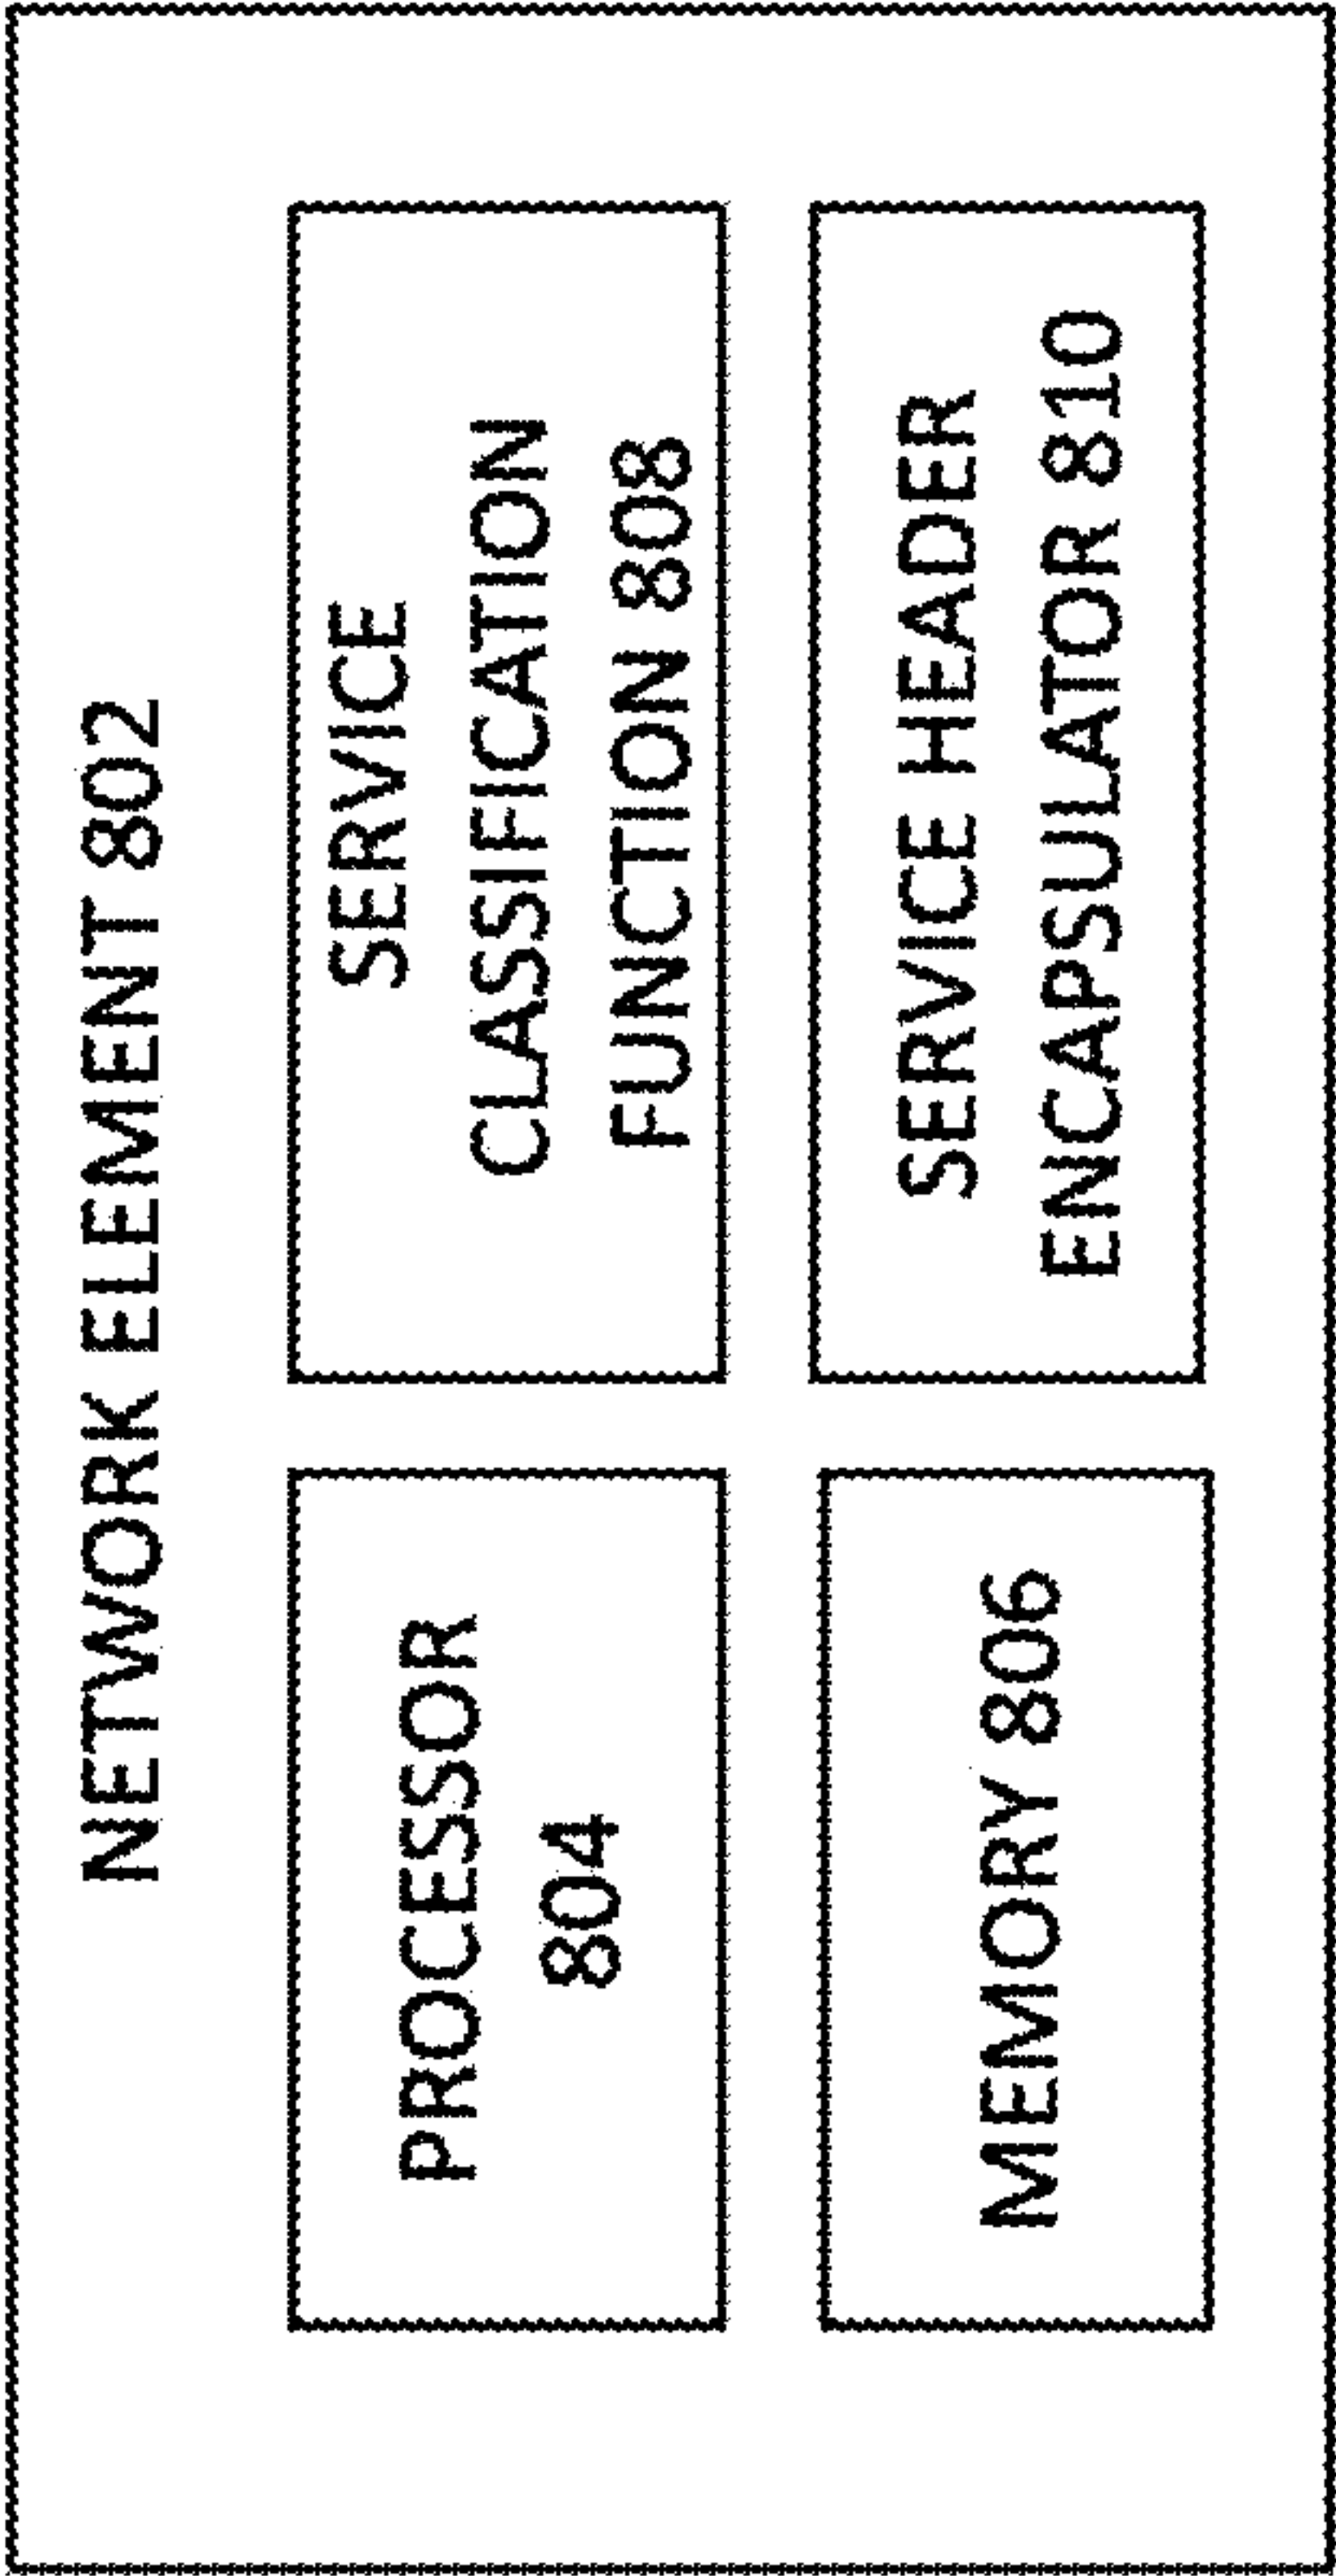 NETWORK ELEMENT 802
PROCESSOR
804
SERVICE
CLASSIFICATION
FUNCTION 808
MEMORY 806
SERVICE HEADER
ENCAPSULATOR 810